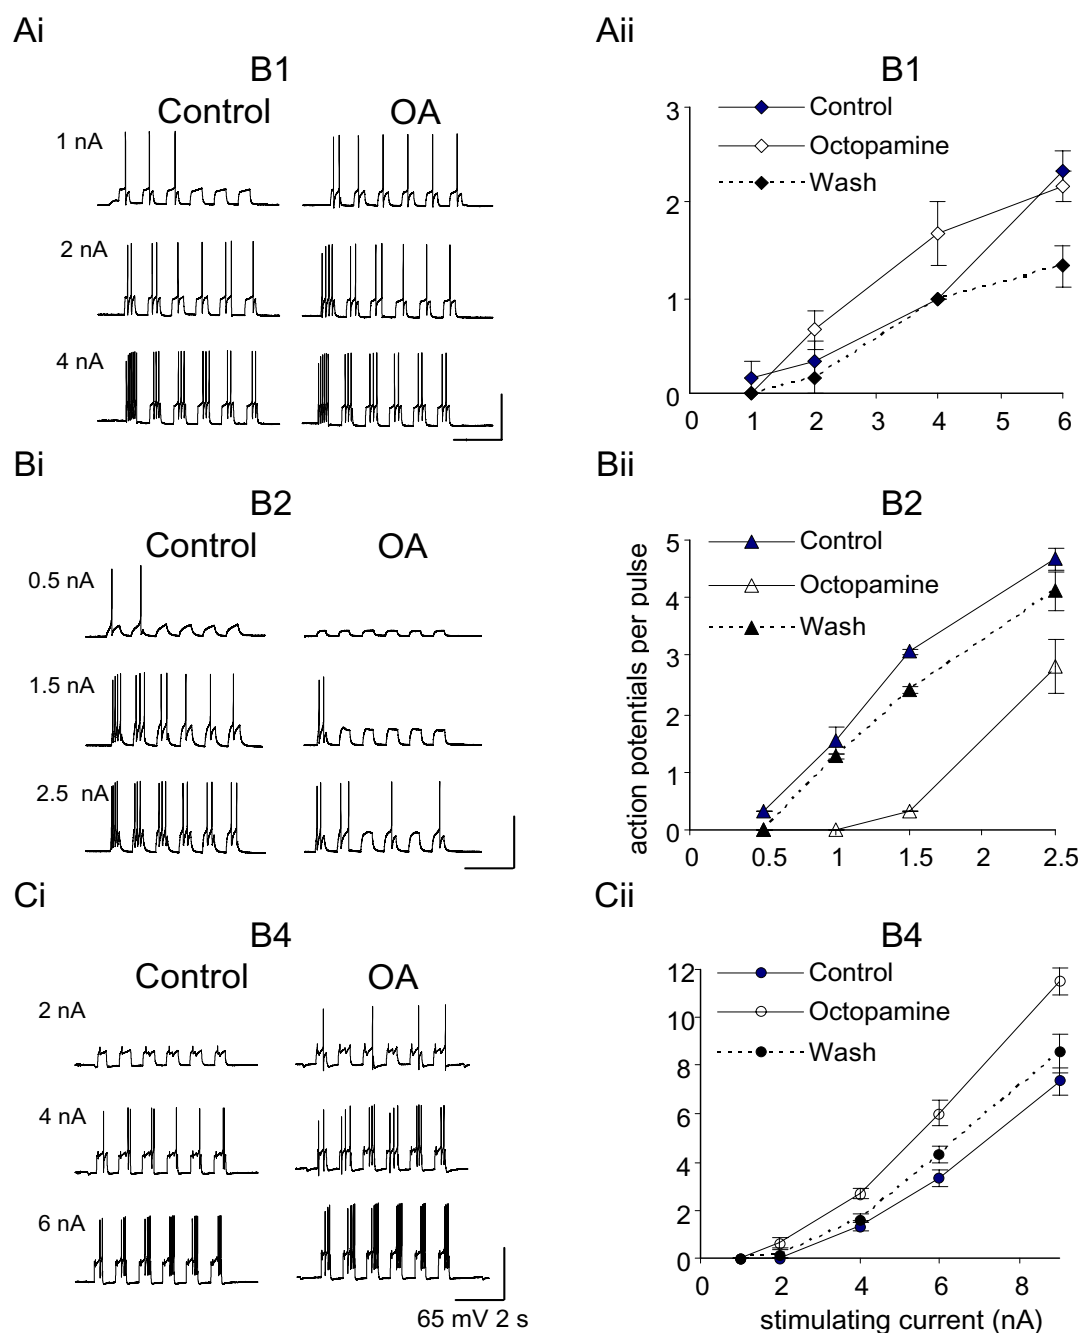 Ai
B1
Control OA
1 nA
2 nA
4 nA
Aii
B1
Control
Octopamine
Wash
3
2
1
0
0 1 2 3 4 5 6
Bi
B2
Control OA
0.5 nA
1.5 nA
2.5 nA
Bii
B2
Control
Octopamine
Wash
action potentials per pulse
5
4
3
2
1
0
0 0.5 1 1.5 2 2.5
Ci
B4
Control OA
2 nA
4 nA
6 nA
65 mV 2 s
Cii
B4
Control
Octopamine
Wash
12
10
8
6
4
2
0
0 2 4 6 8
stimulating current (nA)